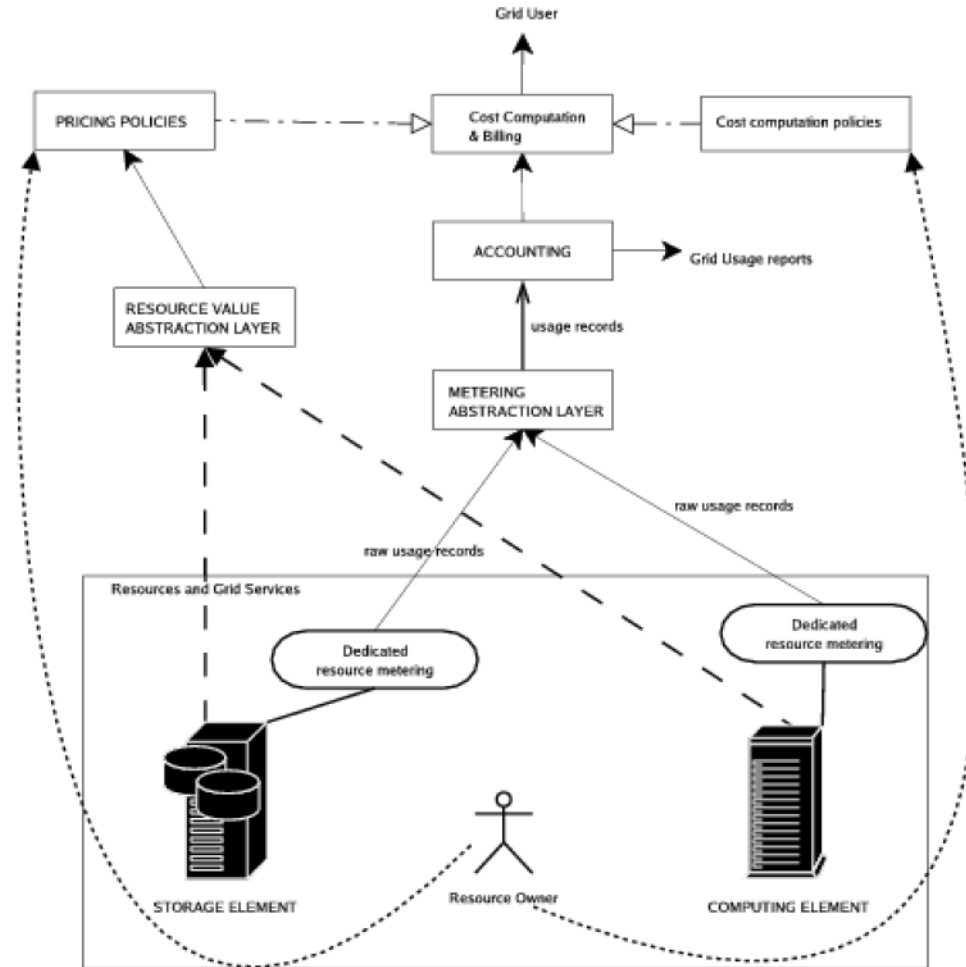 Grid User
PRICING POLICIES
Cost Computation
& Billing
Cost computation policies
ACCOUNTING
Grid Usage reports
RESOURCE VALUE
ABSTRACTION LAYER
usage records
METERING
ABSTRACTION LAYER
raw usage records
raw usage records
Resources and Grid Services
Dedicated
resource metering
Dedicated
resource metering
Resource Owner
STORAGE ELEMENT
COMPUTING ELEMENT